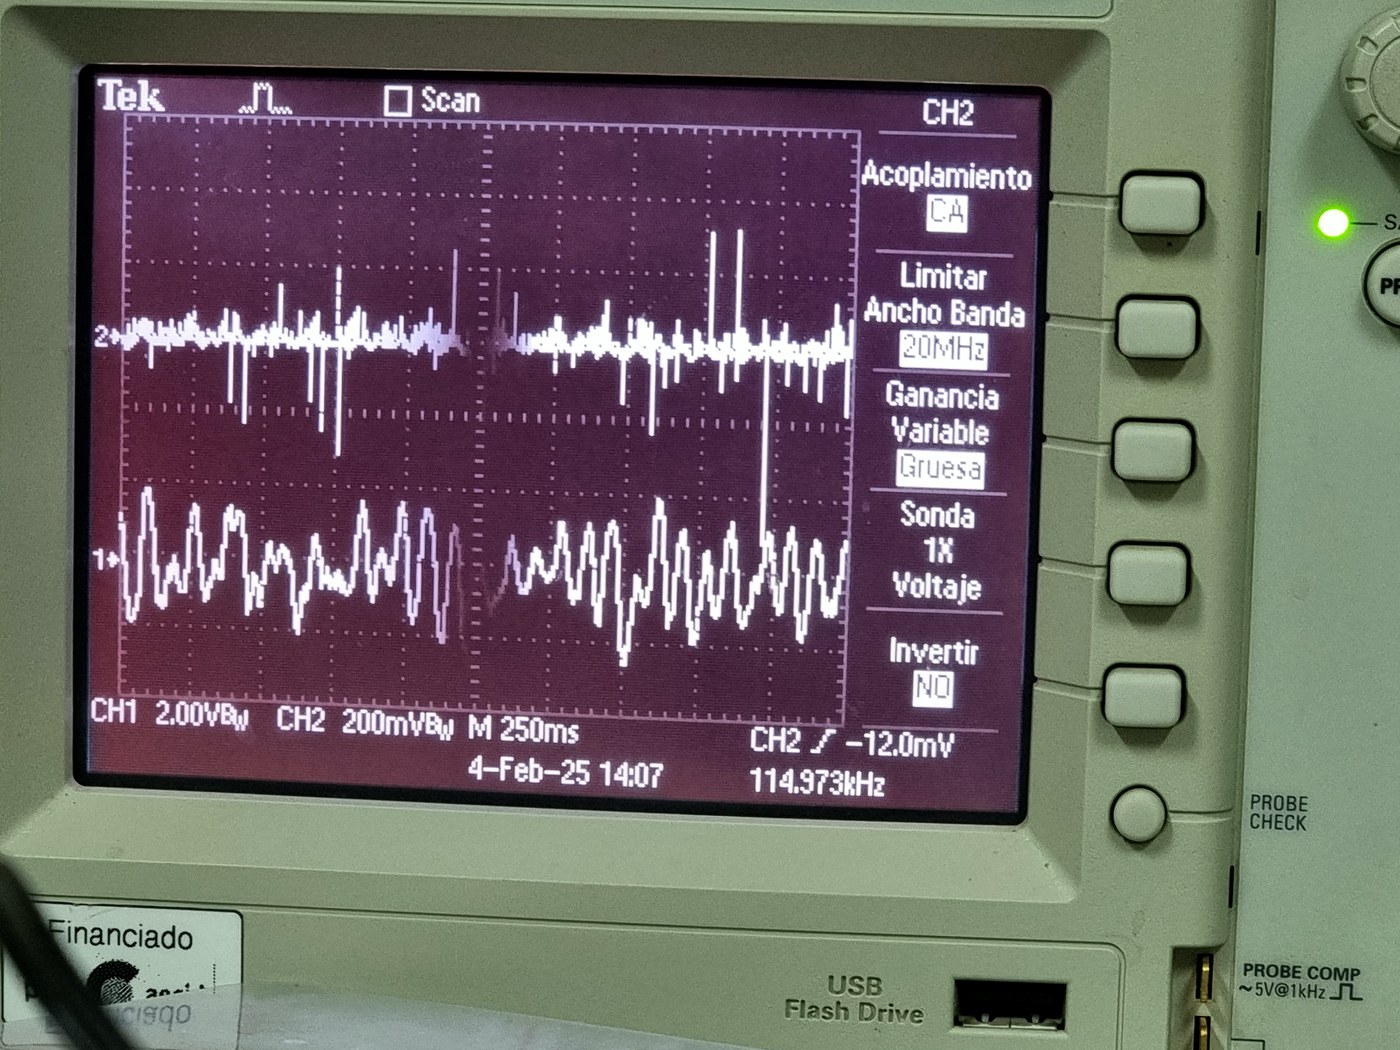 Tek
Scan
CH2
Acoplamiento
CA
Limitar
Ancho Banda
20MHz
Ganancia
Variable
Gruesa
Sonda
1X
Voltaje
Invertir
NO
2
1
CH1 2.00VBw CH2 200mVBw M 250ms
CH2 -12.0mV
4-Feb-25 14:07
114.973kHz
PROBE
CHECK
Financiado
USB
Flash Drive
PROBE COMP
~5V@1kHz